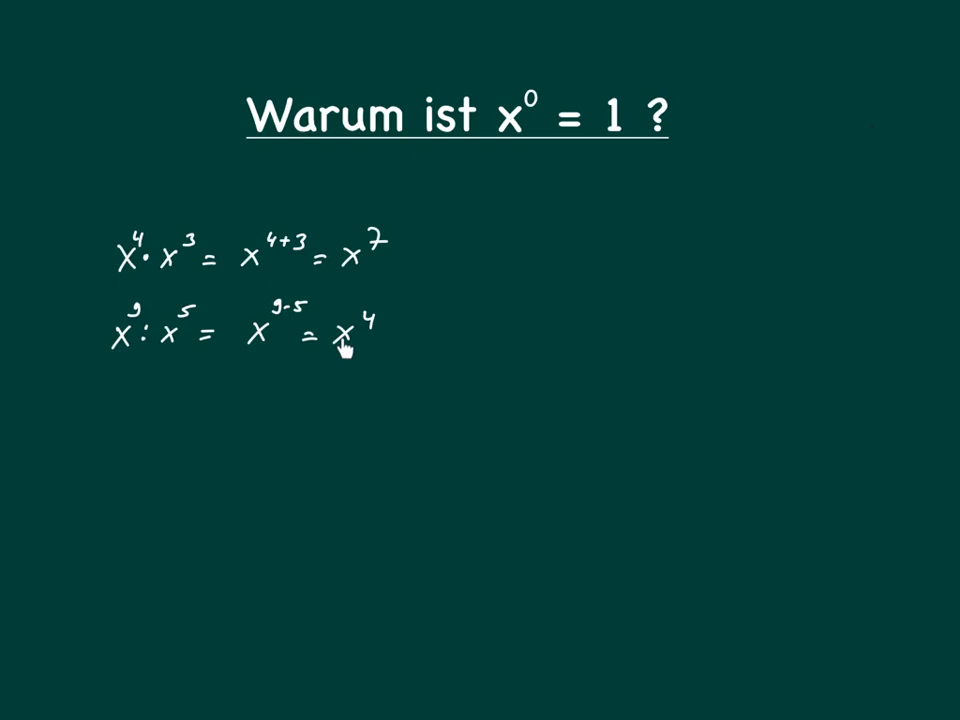 Warum ist x⁰ = 1 ?
x⁴ · x³ = x⁴⁺³ = x⁷
x⁹ : x⁵ = x⁹⁻⁵ = x⁴